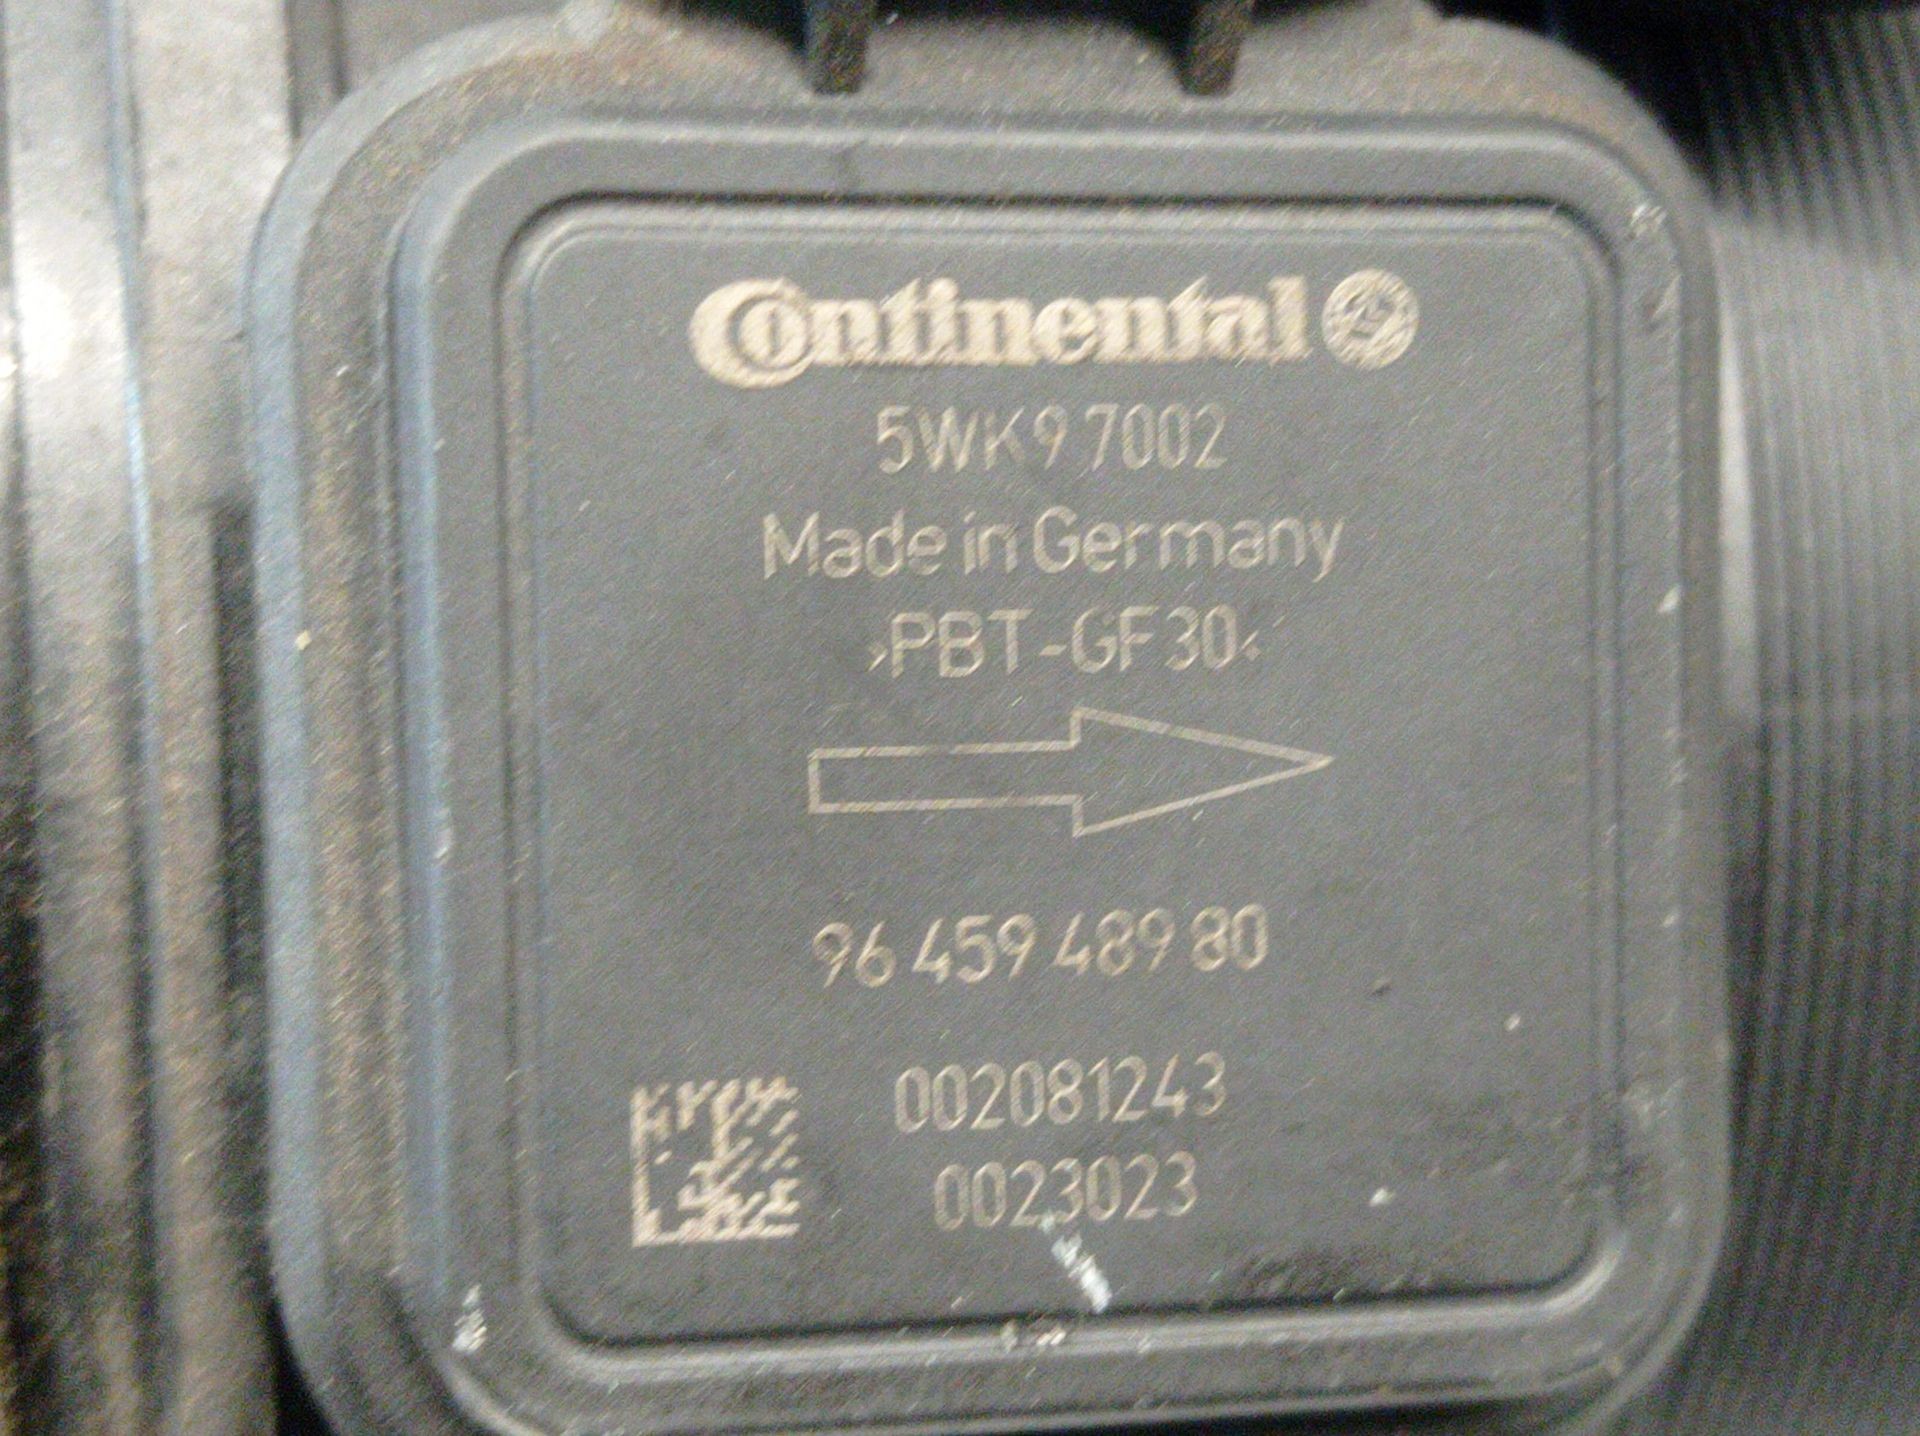 Continental
5WK9 7002
Made in Germany
>PBT-GF30<
96 459 489 80
002081243
0023023